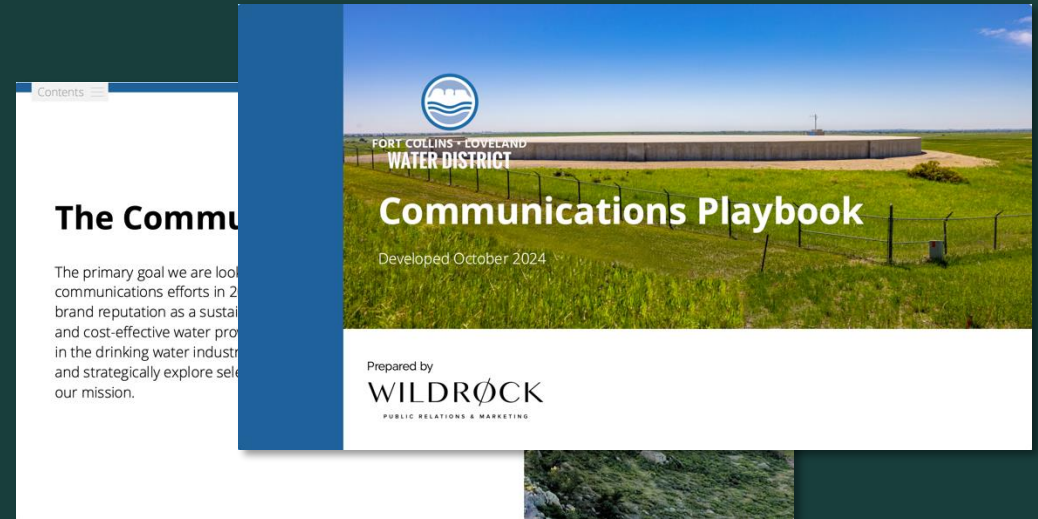 Contents
The Commu
The primary goal we are look
communications efforts in 2
brand reputation as a sustai
and cost-effective water prov
in the drinking water industr
and strategically explore sele
our mission.
FORT COLLINS • LOVELAND
WATER DISTRICT
Communications Playbook
Developed October 2024
Prepared by
WILDRØCK
PUBLIC RELATIONS & MARKETING